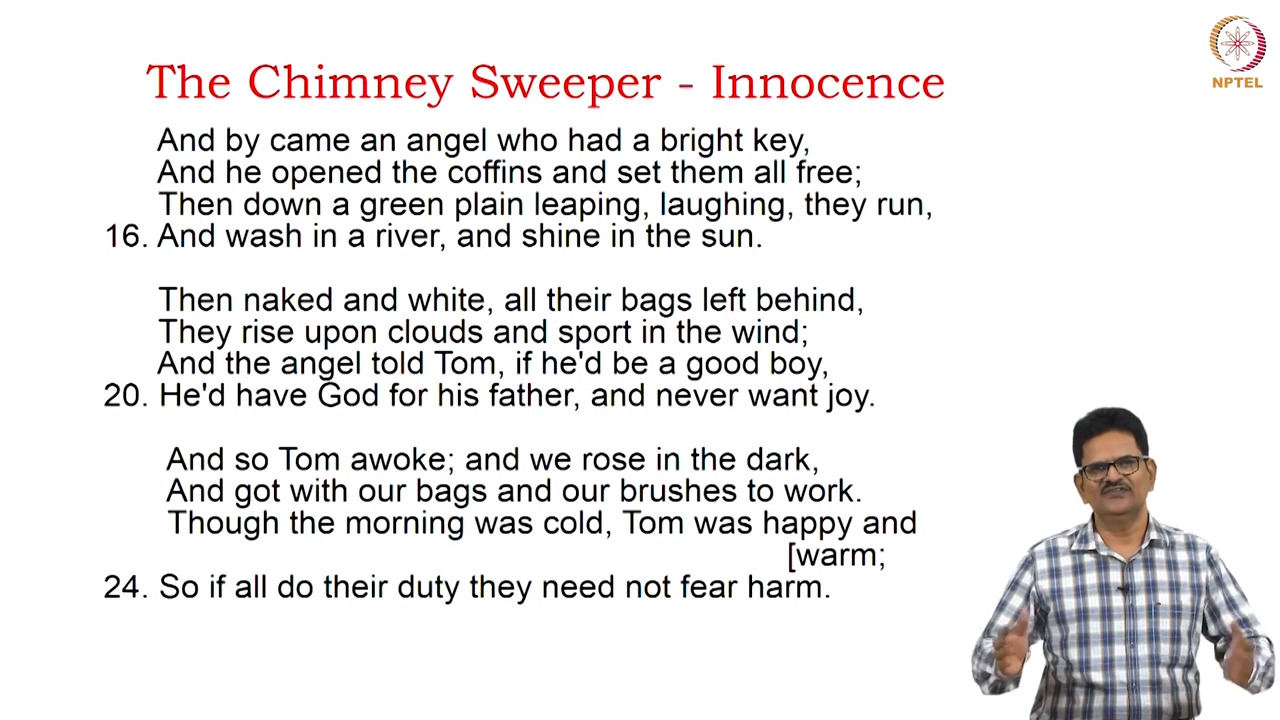 The Chimney Sweeper - Innocence
NPTEL
And by came an angel who had a bright key,
And he opened the coffins and set them all free;
Then down a green plain leaping, laughing, they run,
16. And wash in a river, and shine in the sun.
Then naked and white, all their bags left behind,
They rise upon clouds and sport in the wind;
And the angel told Tom, if he'd be a good boy,
20. He'd have God for his father, and never want joy.
And so Tom awoke; and we rose in the dark,
And got with our bags and our brushes to work.
Though the morning was cold, Tom was happy and
[warm;
24. So if all do their duty they need not fear harm.